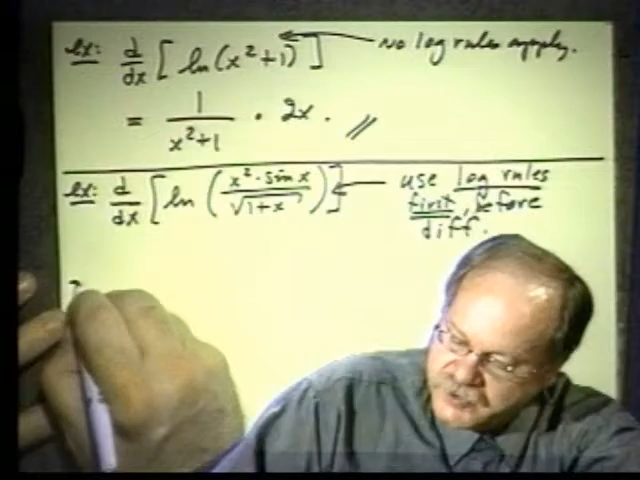 ex: d/dx [ ln(x²+1) ] ← No log rules apply.
= 1/(x²+1) · 2x. //
ex: d/dx [ ln ( x²·sin x / √(1+x) ) ] ← use log rules
first, before
diff.